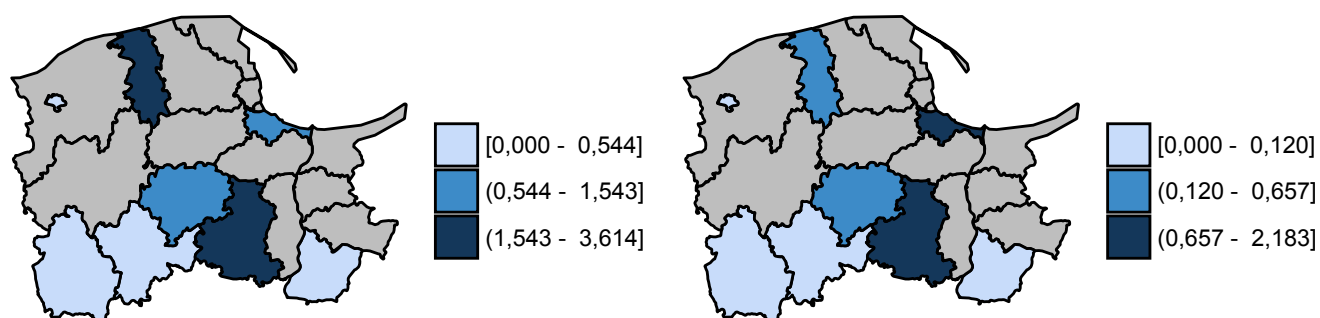 [0,000 - 0,544]
(0,544 - 1,543]
(1,543 - 3,614]
[0,000 - 0,120]
(0,120 - 0,657]
(0,657 - 2,183]